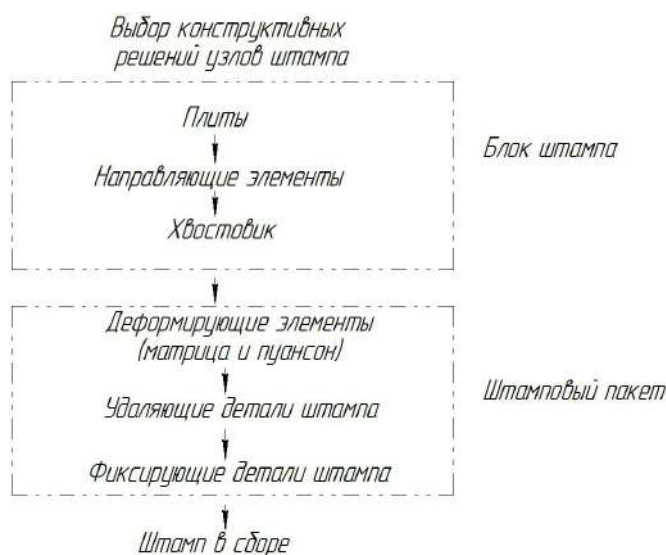 Выбор конструктивных
решений узлов штампа
Плиты
Блок штампа
Направляющие элементы
Хвостовик
Деформирующие элементы
(матрица и пуансон)
Штамповый пакет
Удаляющие детали штампа
Фиксирующие детали штампа
Штамп в сборе